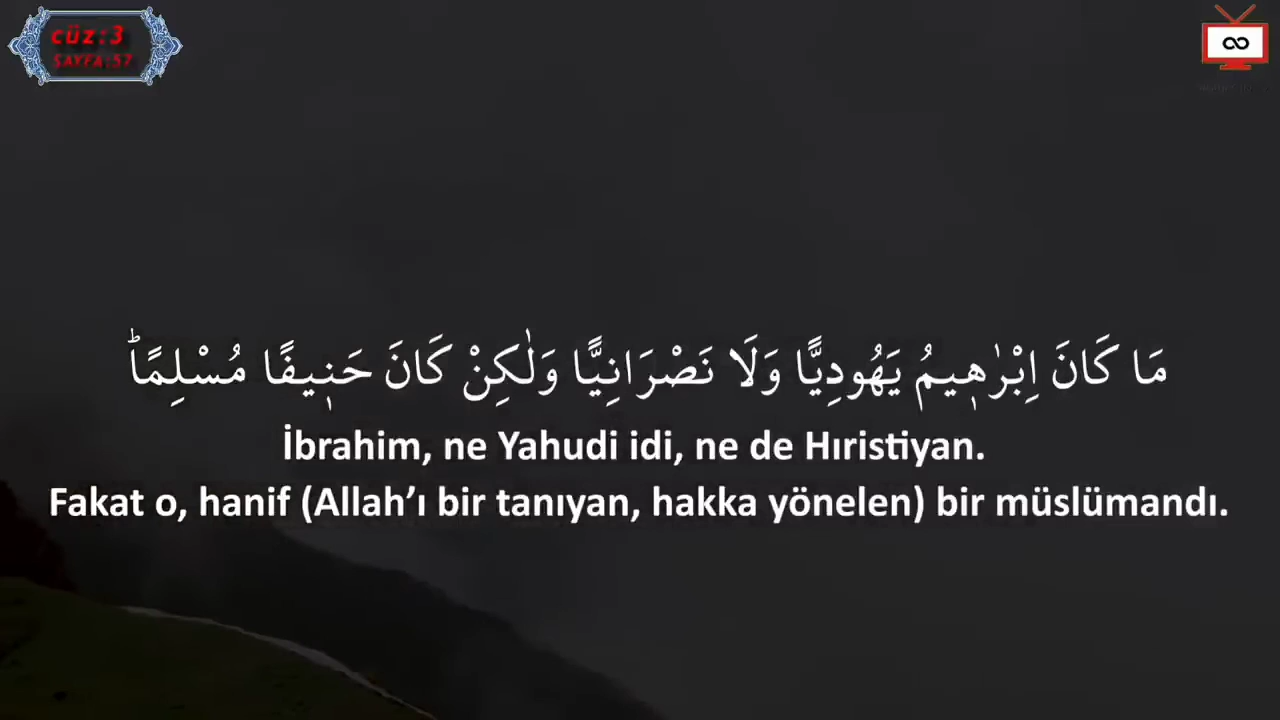 cüz:3
SAYFA:57
مَا كَانَ اِبْرٰه۪يمُ يَهُودِيًّا وَلَا نَصْرَانِيًّا وَلٰكِنْ كَانَ حَن۪يفًا مُسْلِمًاۜ
İbrahim, ne Yahudi idi, ne de Hıristiyan.
Fakat o, hanif (Allah’ı bir tanıyan, hakka yönelen) bir müslümandı.